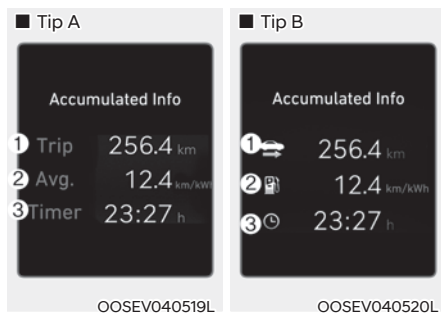 ■ Tip A
Accumulated Info
1 Trip 256.4 km
2 Avg. 12.4 km/kWh
3 Timer 23:27 h
OOSEV040519L
■ Tip B
Accumulated Info
1 256.4 km
2 12.4 km/kWh
3 23:27 h
OOSEV040520L